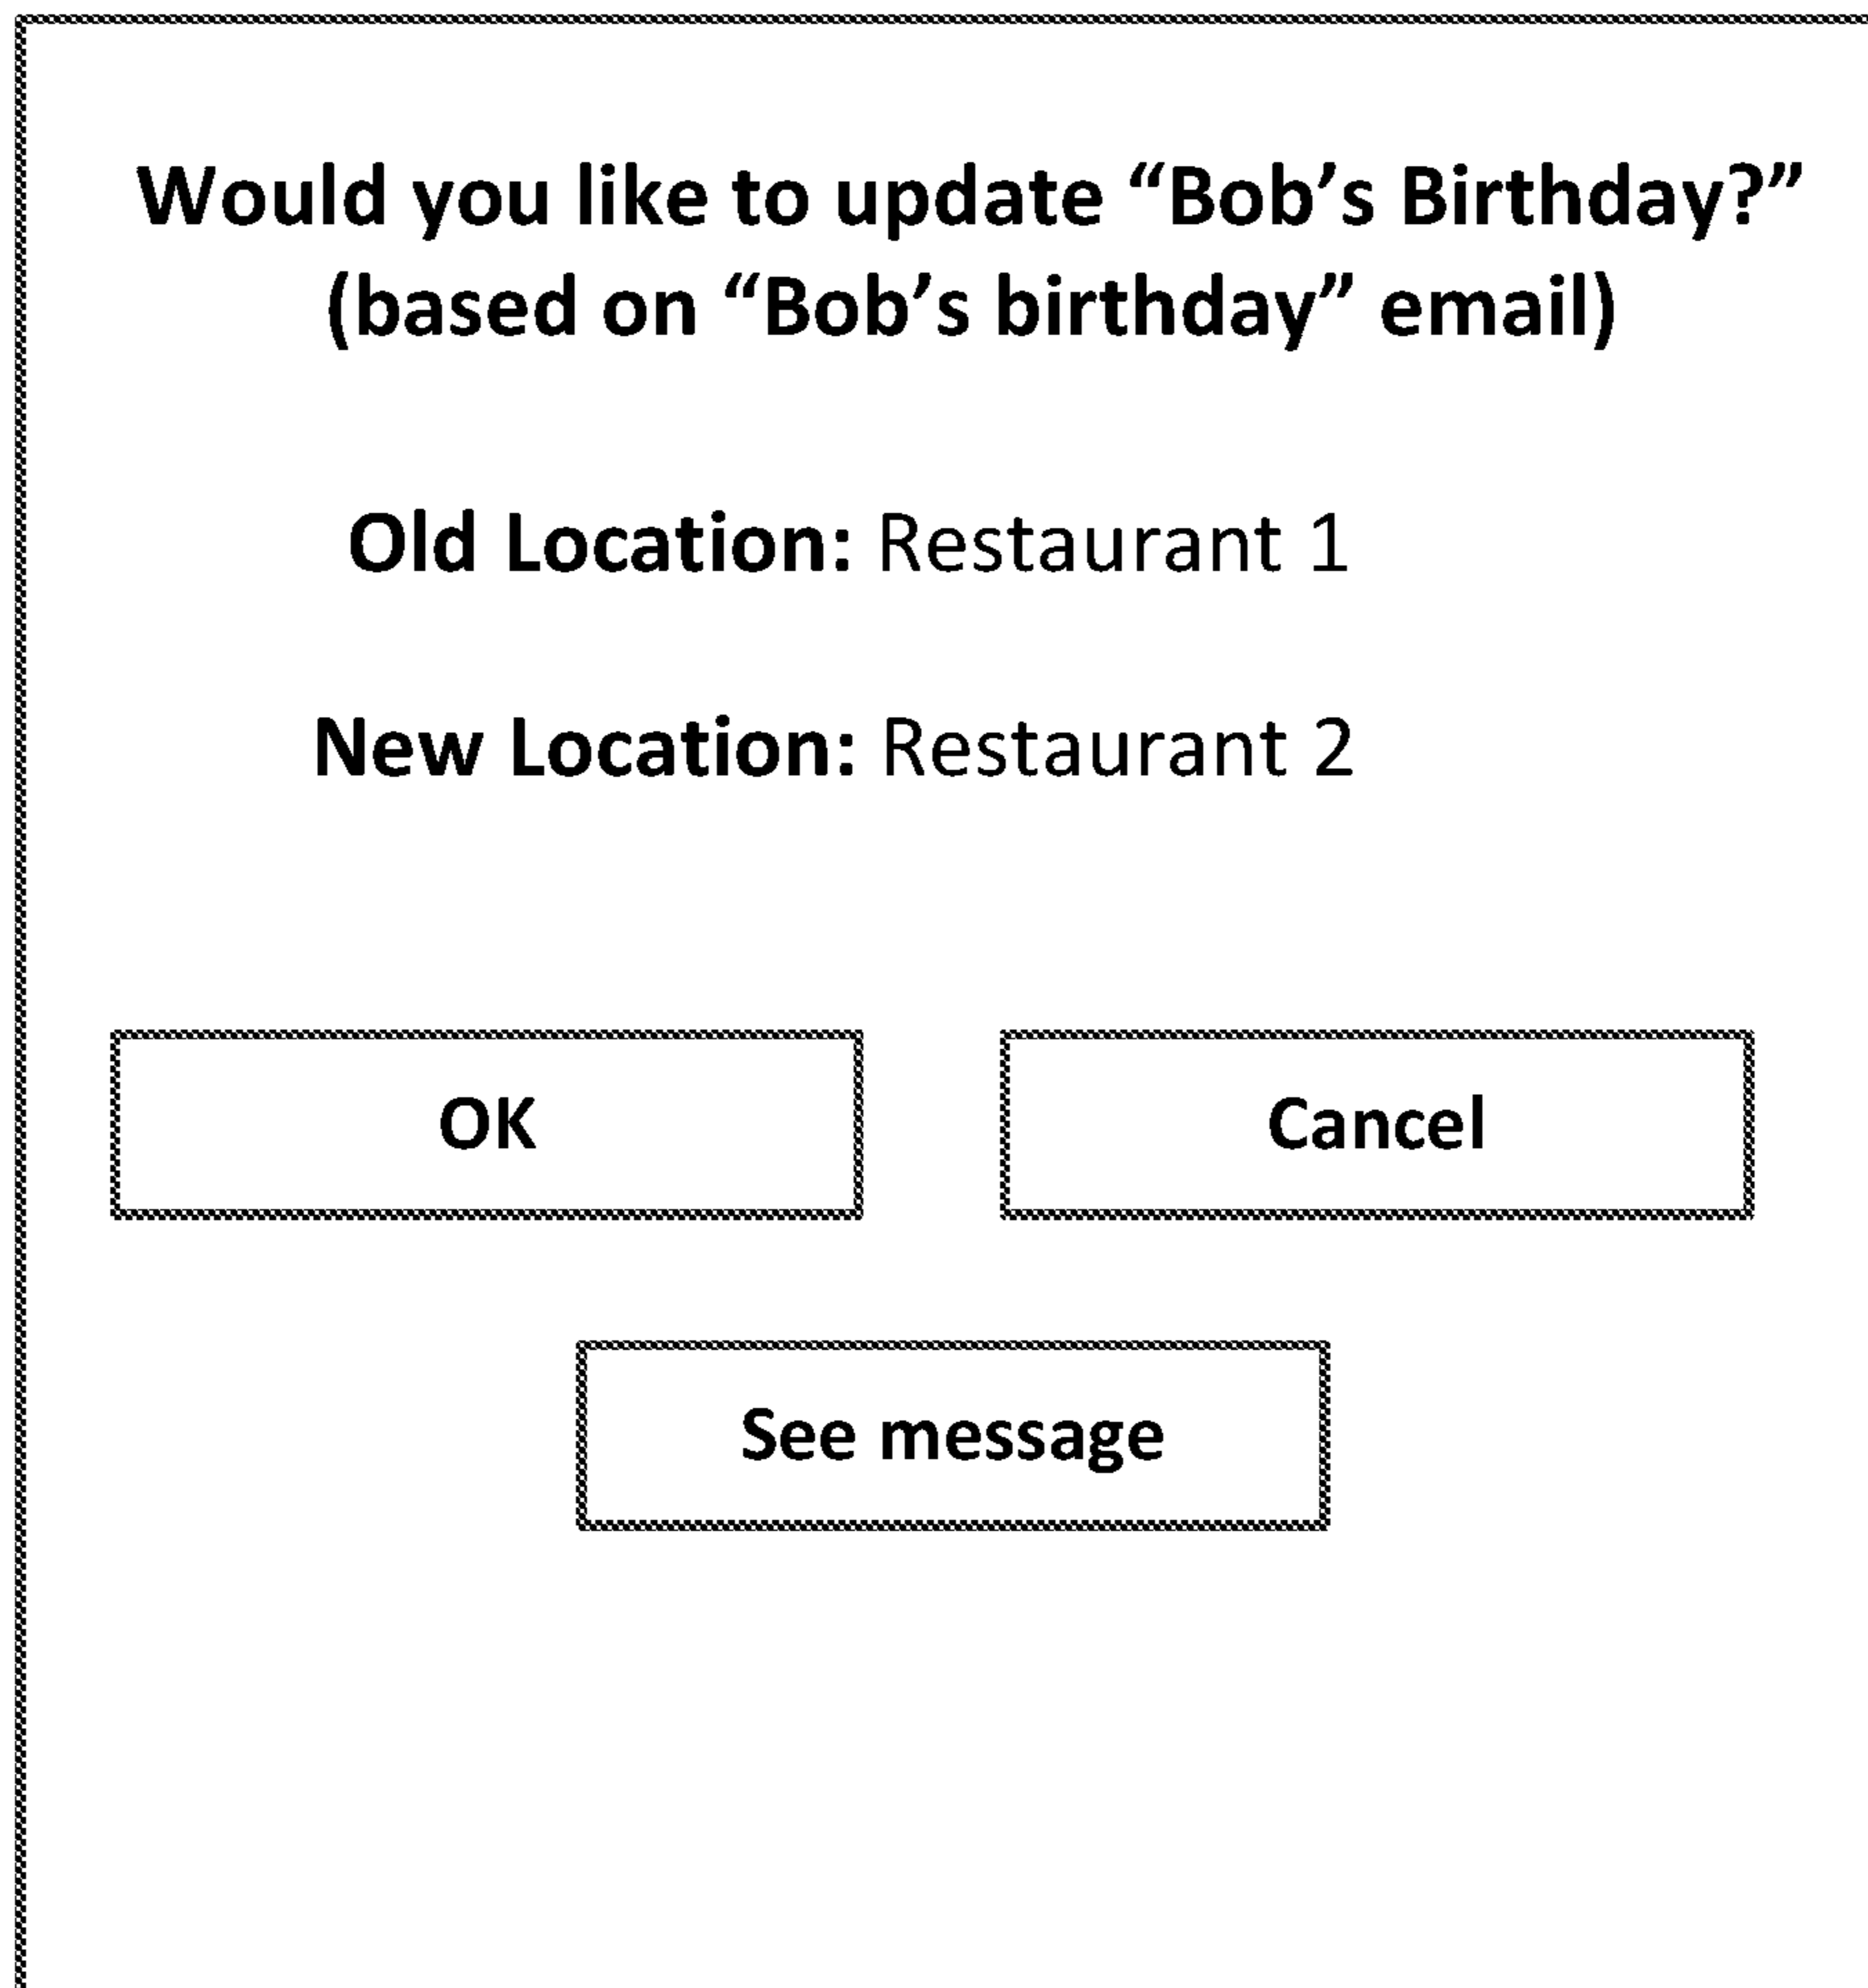 Would you like to update “Bob’s Birthday?”
(based on “Bob’s birthday” email)
Old Location: Restaurant 1
New Location: Restaurant 2
OK
Cancel
See message